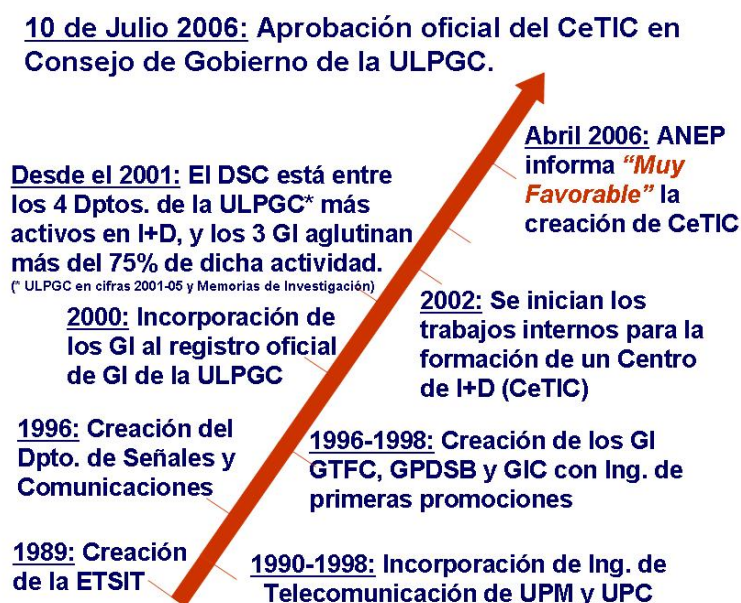 10 de Julio 2006: Aprobación oficial del CeTIC en
Consejo de Gobierno de la ULPGC.
Abril 2006: ANEP
informa “Muy
Favorable” la
creación de CeTIC
Desde el 2001: El DSC está entre
los 4 Dptos. de la ULPGC* más
activos en I+D, y los 3 GI aglutinan
más del 75% de dicha actividad.
(* ULPGC en cifras 2001-05 y Memorias de Investigación)
2002: Se inician los
trabajos internos para la
formación de un Centro
de I+D (CeTIC)
2000: Incorporación de
los GI al registro oficial
de GI de la ULPGC
1996: Creación del
Dpto. de Señales y
Comunicaciones
1996-1998: Creación de los GI
GTFC, GPDSB y GIC con Ing. de
primeras promociones
1989: Creación
de la ETSIT
1990-1998: Incorporación de Ing. de
Telecomunicación de UPM y UPC